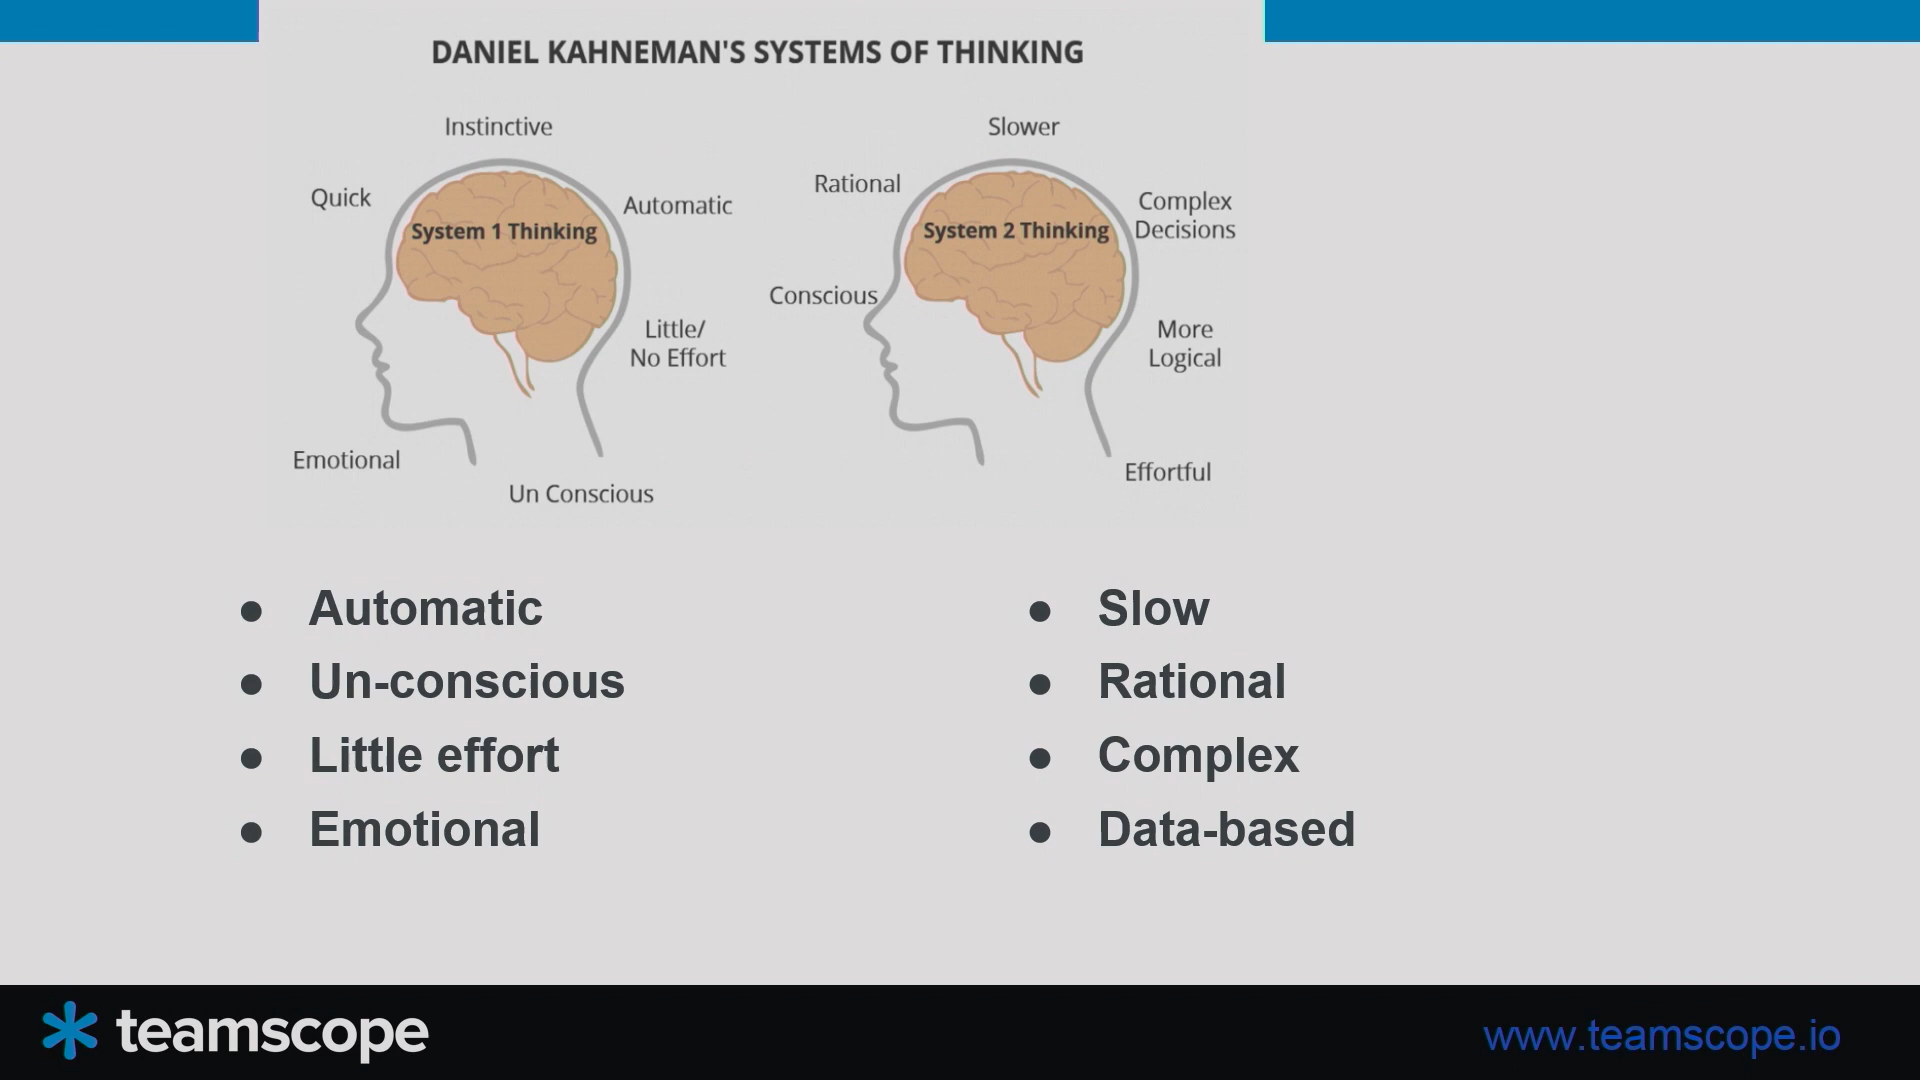 DANIEL KAHNEMAN'S SYSTEMS OF THINKING
Instinctive
Quick
Automatic
System 1 Thinking
Little/
No Effort
Emotional
Un Conscious
Slower
Rational
Complex
Decisions
System 2 Thinking
Conscious
More
Logical
Effortful
● Automatic
● Un-conscious
● Little effort
● Emotional
● Slow
● Rational
● Complex
● Data-based
teamscope
www.teamscope.io